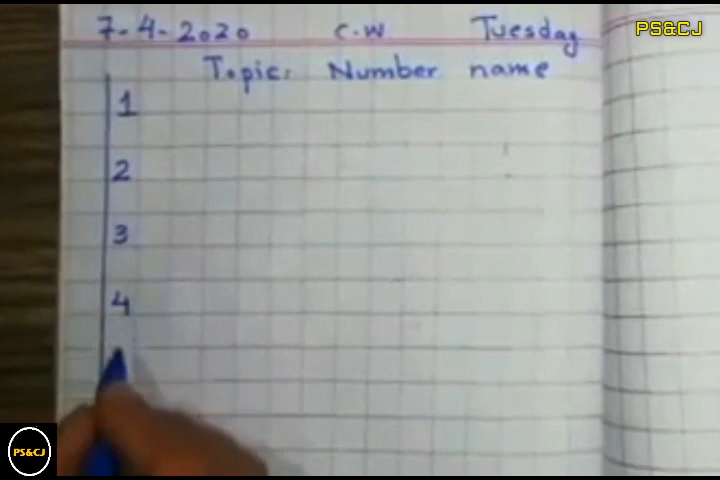 7-4-2020 C.W Tuesday
PS&CJ
Topic: Number name
1
2
3
4
PS&CJ